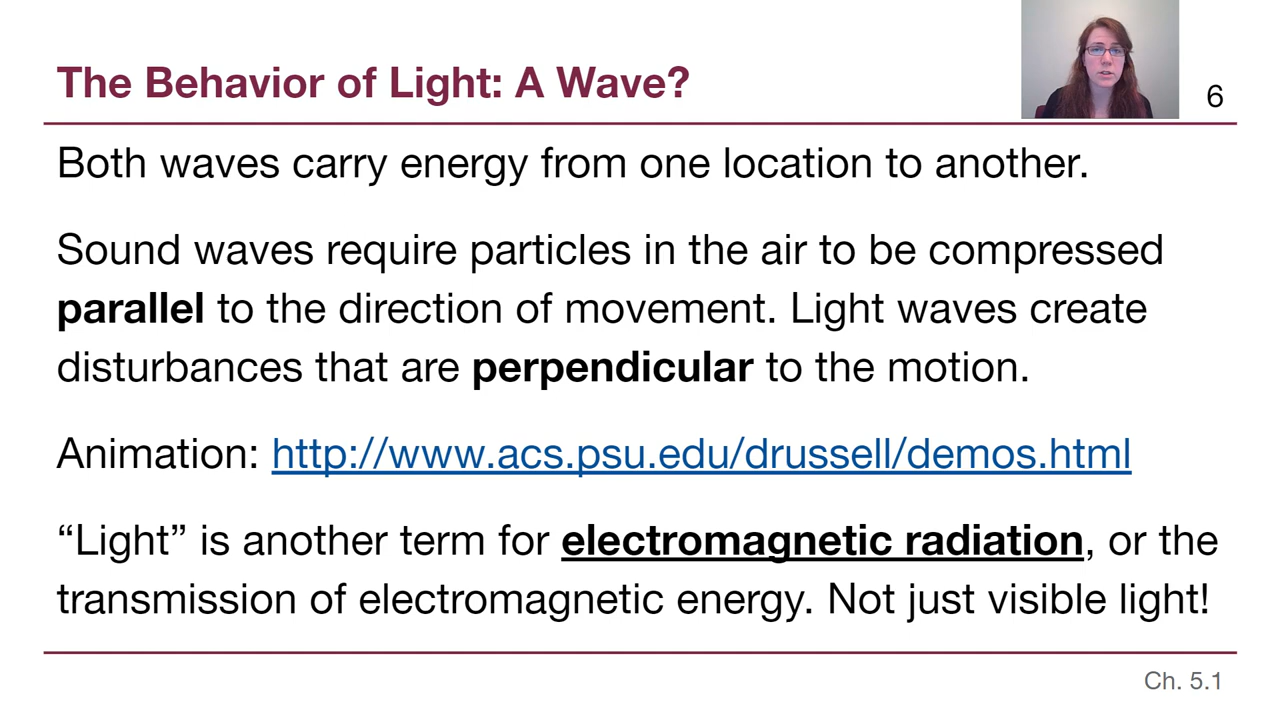 The Behavior of Light: A Wave?
6
Both waves carry energy from one location to another.
Sound waves require particles in the air to be compressed
parallel to the direction of movement. Light waves create
disturbances that are perpendicular to the motion.
Animation: http://www.acs.psu.edu/drussell/demos.html
“Light” is another term for electromagnetic radiation, or the
transmission of electromagnetic energy. Not just visible light!
Ch. 5.1